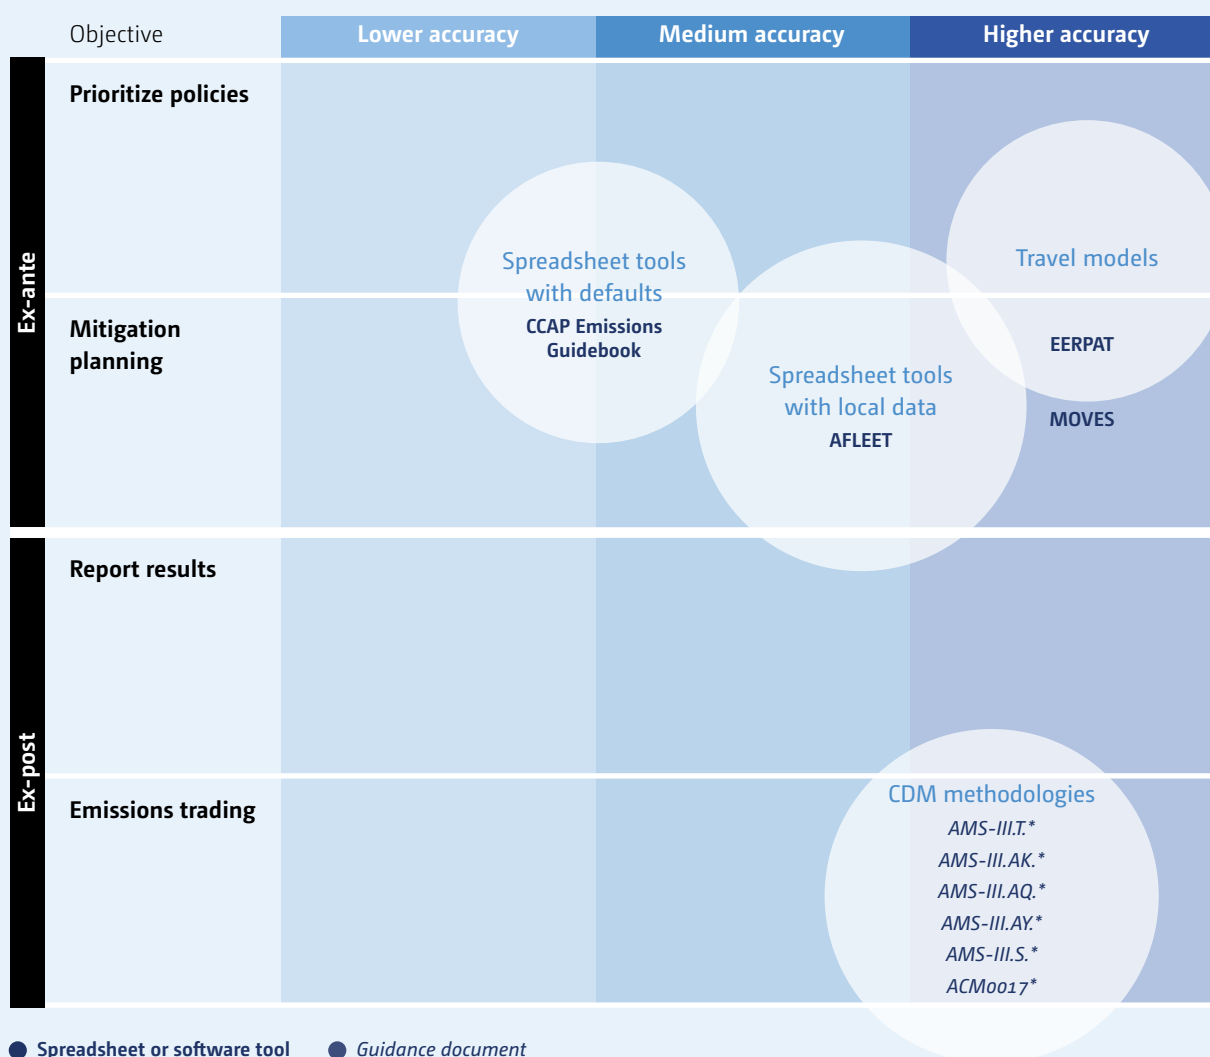 Objective
Lower accuracy
Medium accuracy
Higher accuracy
Ex-ante
Prioritize policies
Spreadsheet tools
with defaults
CCAP Emissions
Guidebook
Travel models
EERPAT
MOVES
Mitigation
planning
Spreadsheet tools
with local data
AFLEET
Ex-post
Report results
Emissions trading
CDM methodologies
AMS-III.T.*
AMS-III.AK.*
AMS-III.AQ.*
AMS-III.AY.*
AMS-III.S.*
ACM0017*
Spreadsheet or software tool
Guidance document